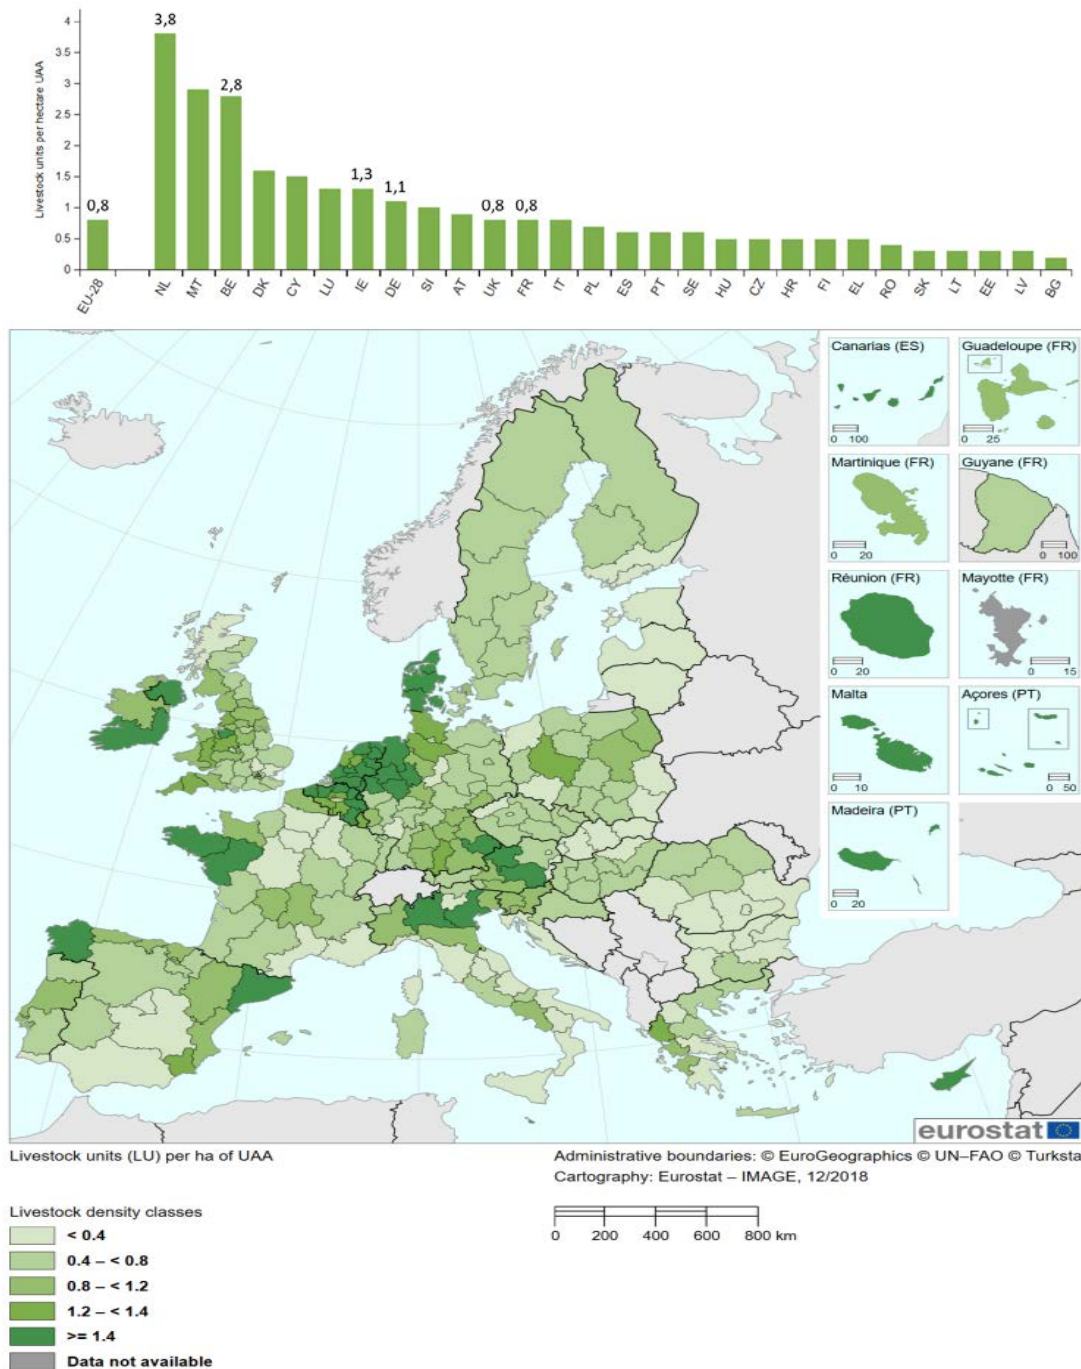 Livestock units per hectare UAA
4
3.5
3
2.5
2
1.5
1
0.5
0
0,8
3,8
2,8
1,3
1,1
0,8
0,8
EU-28
NL
MT
BE
DK
CY
LU
IE
DE
SI
AT
UK
FR
IT
PL
ES
PT
SE
HU
CZ
HR
FI
EL
RO
SK
LT
EE
LV
BG
Canarias (ES)
0 100
Guadeloupe (FR)
0 25
Martinique (FR)
0 20
Guyane (FR)
0 100
Réunion (FR)
0 20
Mayotte (FR)
0 15
Malta
0 10
Açores (PT)
0 50
Madeira (PT)
0 20
eurostat
Livestock units (LU) per ha of UAA
Administrative boundaries: © EuroGeographics © UN–FAO © Turksta
Cartography: Eurostat – IMAGE, 12/2018
0 200 400 600 800 km
Livestock density classes
< 0.4
0.4 – < 0.8
0.8 – < 1.2
1.2 – < 1.4
>= 1.4
Data not available